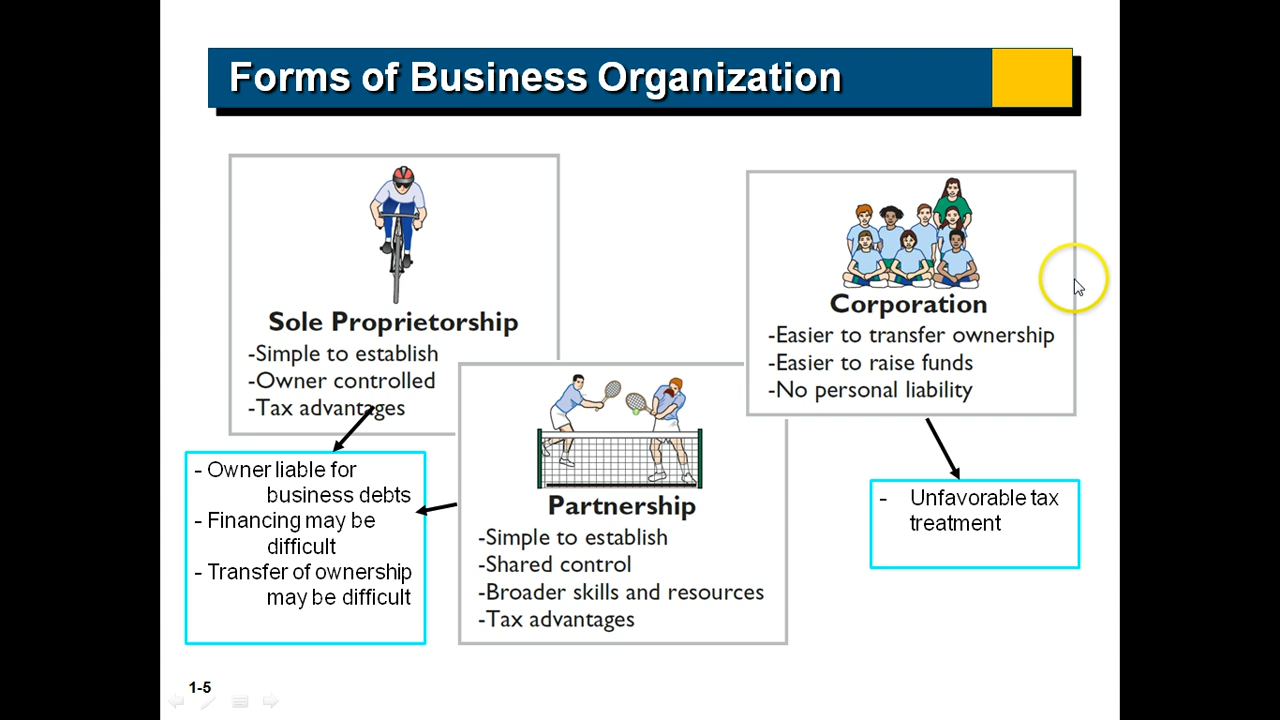 Forms of Business Organization
Sole Proprietorship
-Simple to establish
-Owner controlled
-Tax advantages
- Owner liable for
business debts
- Financing may be
difficult
- Transfer of ownership
may be difficult
Partnership
-Simple to establish
-Shared control
-Broader skills and resources
-Tax advantages
Corporation
-Easier to transfer ownership
-Easier to raise funds
-No personal liability
- Unfavorable tax
treatment
1-5